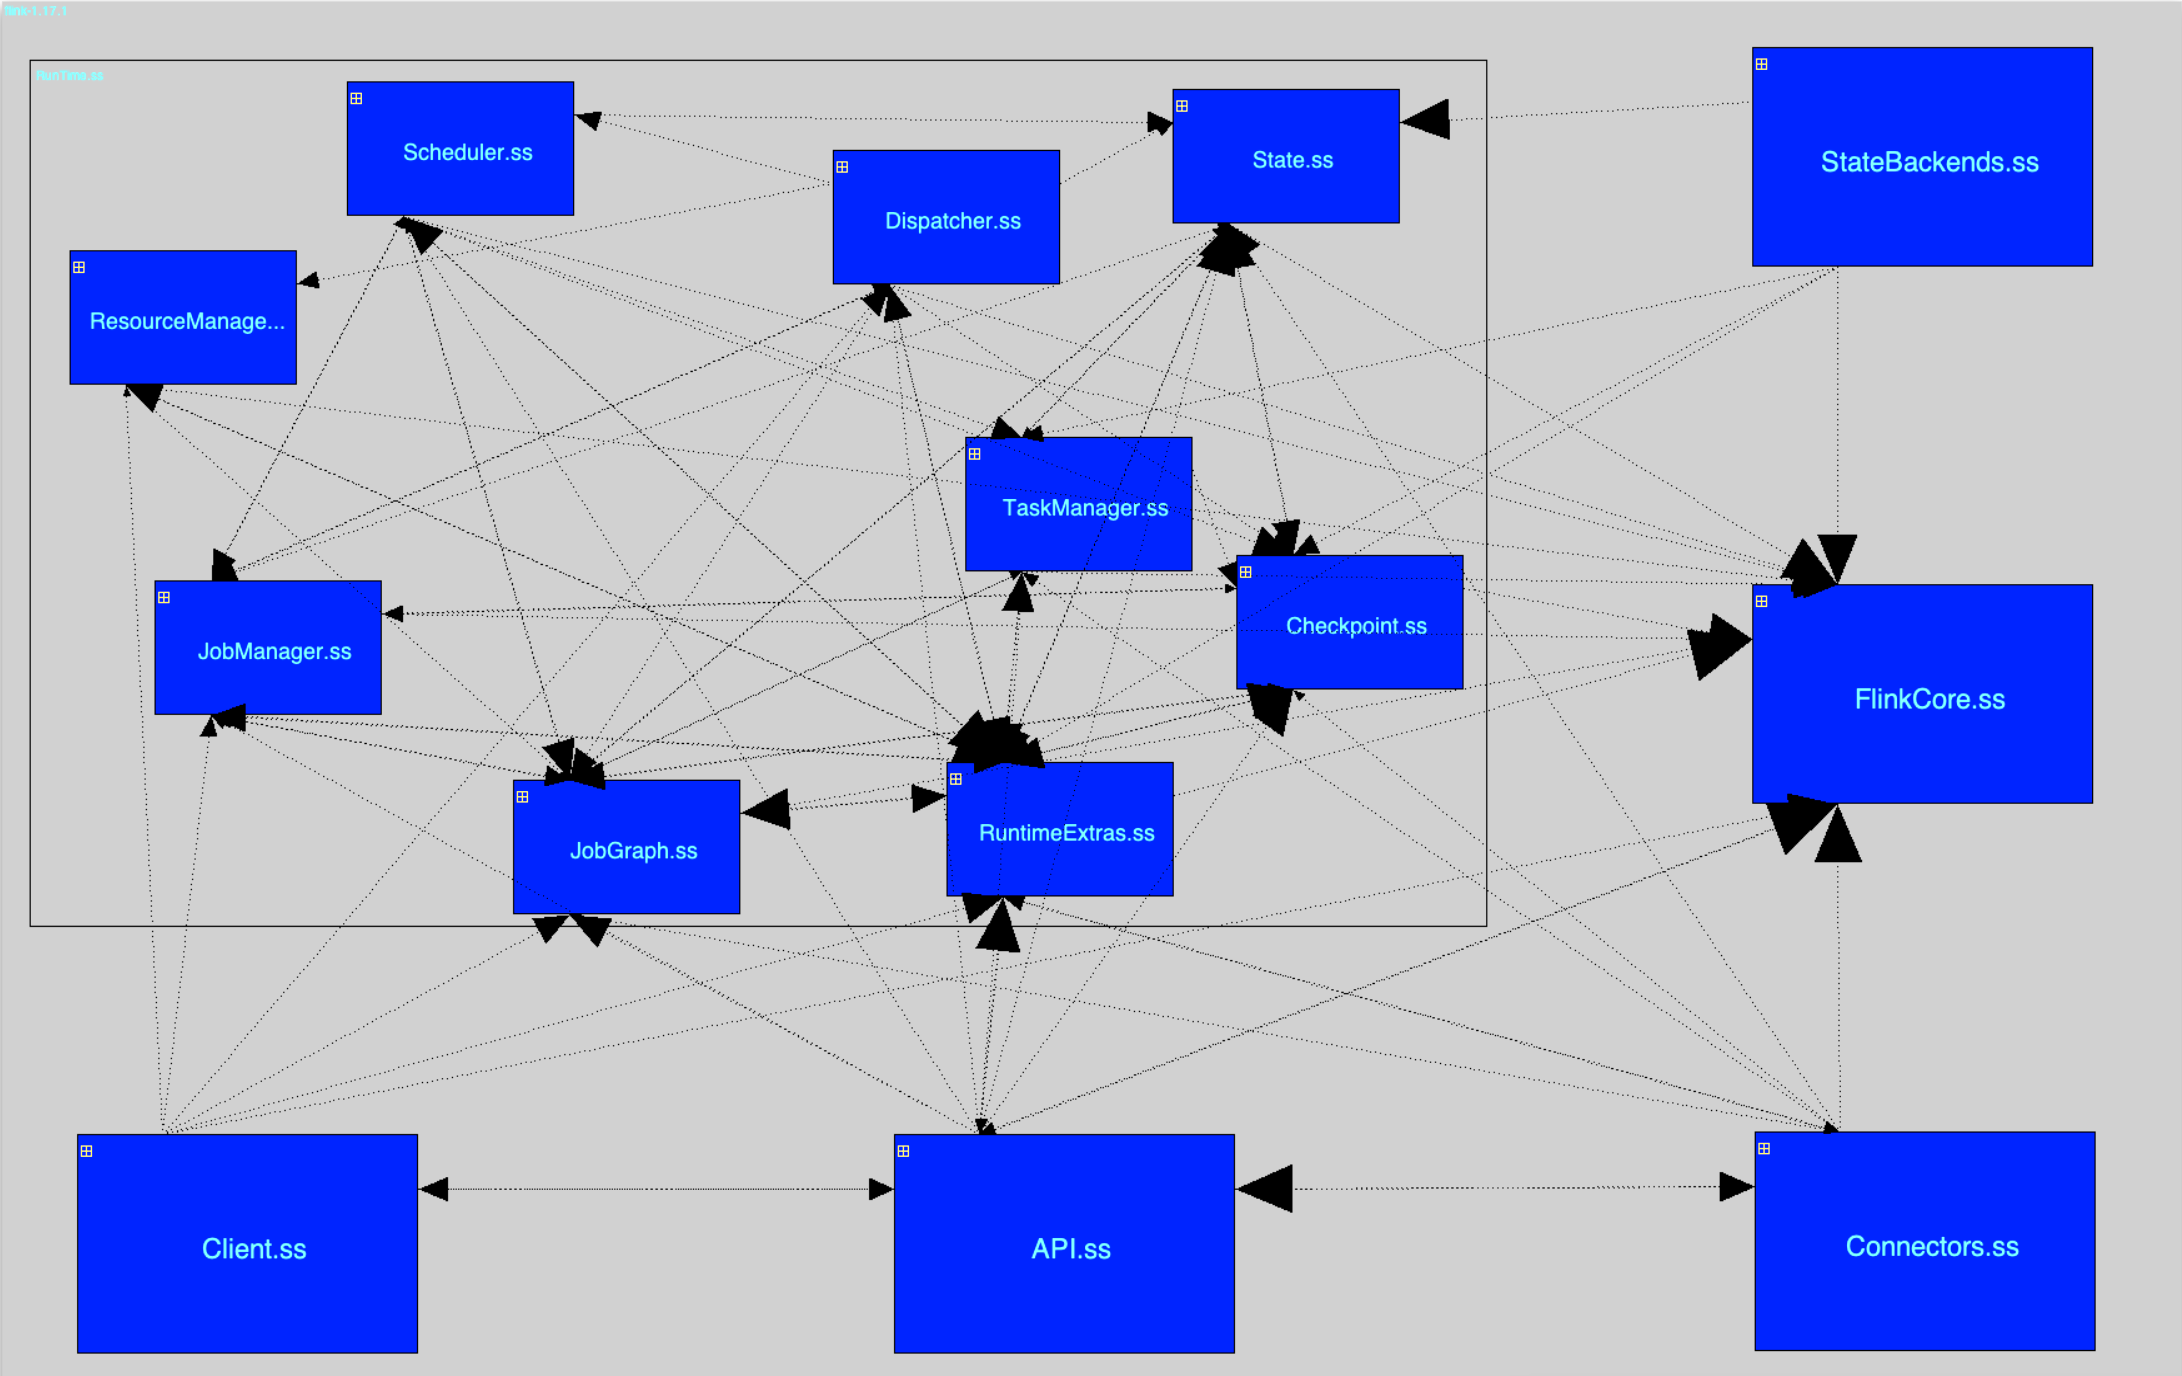 flink-1.17.1
RunTime.ss
Scheduler.ss
State.ss
StateBackends.ss
Dispatcher.ss
ResourceManage...
TaskManager.ss
Checkpoint.ss
JobManager.ss
FlinkCore.ss
JobGraph.ss
RuntimeExtras.ss
Client.ss
API.ss
Connectors.ss